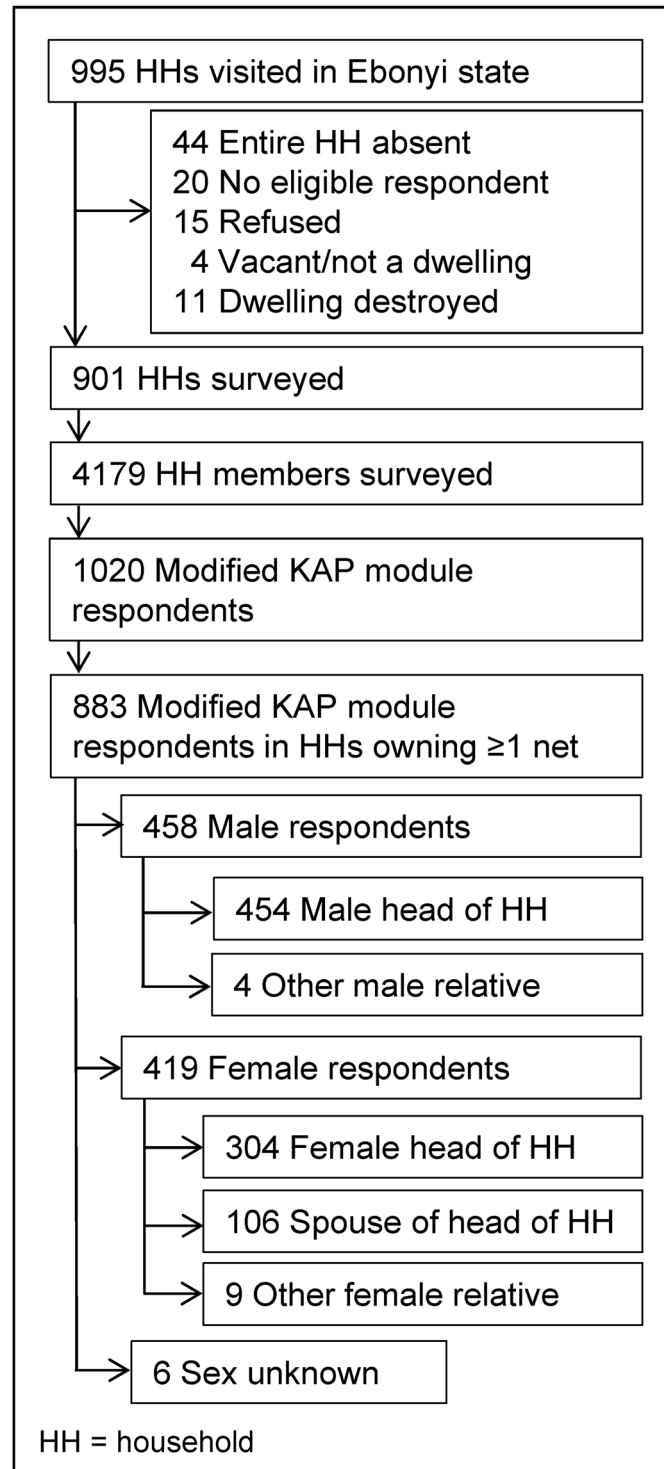 995 HHs visited in Ebonyi state
44 Entire HH absent
20 No eligible respondent
15 Refused
4 Vacant/not a dwelling
11 Dwelling destroyed
901 HHs surveyed
4179 HH members surveyed
1020 Modified KAP module
respondents
883 Modified KAP module
respondents in HHs owning ≥1 net
458 Male respondents
454 Male head of HH
4 Other male relative
419 Female respondents
304 Female head of HH
106 Spouse of head of HH
9 Other female relative
6 Sex unknown
HH = household